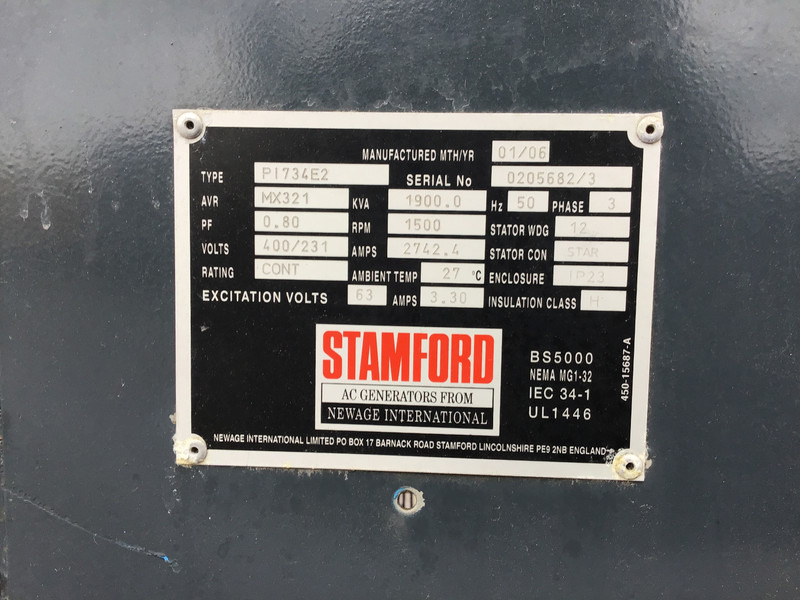 MANUFACTURED MTH/YR 01/06
TYPE PI734E2 SERIAL No 0205682/3
AVR MX321 KVA 1900.0 Hz 50 PHASE 3
PF 0.80 RPM 1500 STATOR WDG 12
VOLTS 400/231 AMPS 2742.4 STATOR CON STAR
RATING CONT AMBIENT TEMP 27 °C ENCLOSURE IP23
EXCITATION VOLTS 63 AMPS 3.30 INSULATION CLASS H
STAMFORD
AC GENERATORS FROM
NEWAGE INTERNATIONAL
BS5000
NEMA MG1-32
IEC 34-1
UL1446
450-15687-A
NEWAGE INTERNATIONAL LIMITED PO BOX 17 BARNACK ROAD STAMFORD LINCOLNSHIRE PE9 2NB ENGLAND